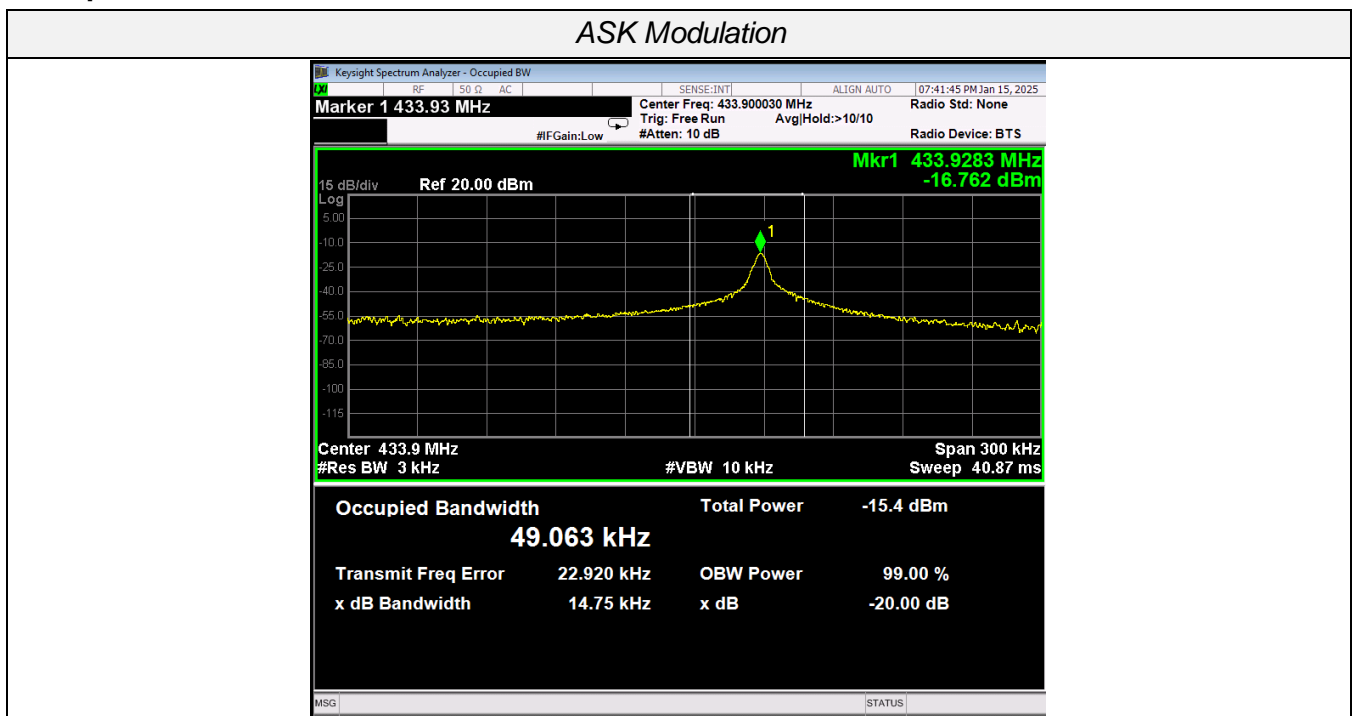 ASK Modulation
Keysight Spectrum Analyzer - Occupied BW
LXI RF 50 Ω AC SENSE:INT ALIGN AUTO 07:41:45 PM Jan 15, 2025
Marker 1 433.93 MHz
Center Freq: 433.900030 MHz Radio Std: None
Trig: Free Run Avg|Hold:>10/10
#IFGain:Low #Atten: 10 dB Radio Device: BTS
Mkr1 433.9283 MHz
-16.762 dBm
15 dB/div Ref 20.00 dBm
Log
5.00
1
-10.0
-25.0
-40.0
-55.0
-70.0
-85.0
-100
-115
Center 433.9 MHz Span 300 kHz
#Res BW 3 kHz #VBW 10 kHz Sweep 40.87 ms
Occupied Bandwidth Total Power -15.4 dBm
49.063 kHz
Transmit Freq Error 22.920 kHz OBW Power 99.00 %
x dB Bandwidth 14.75 kHz x dB -20.00 dB
MSG STATUS